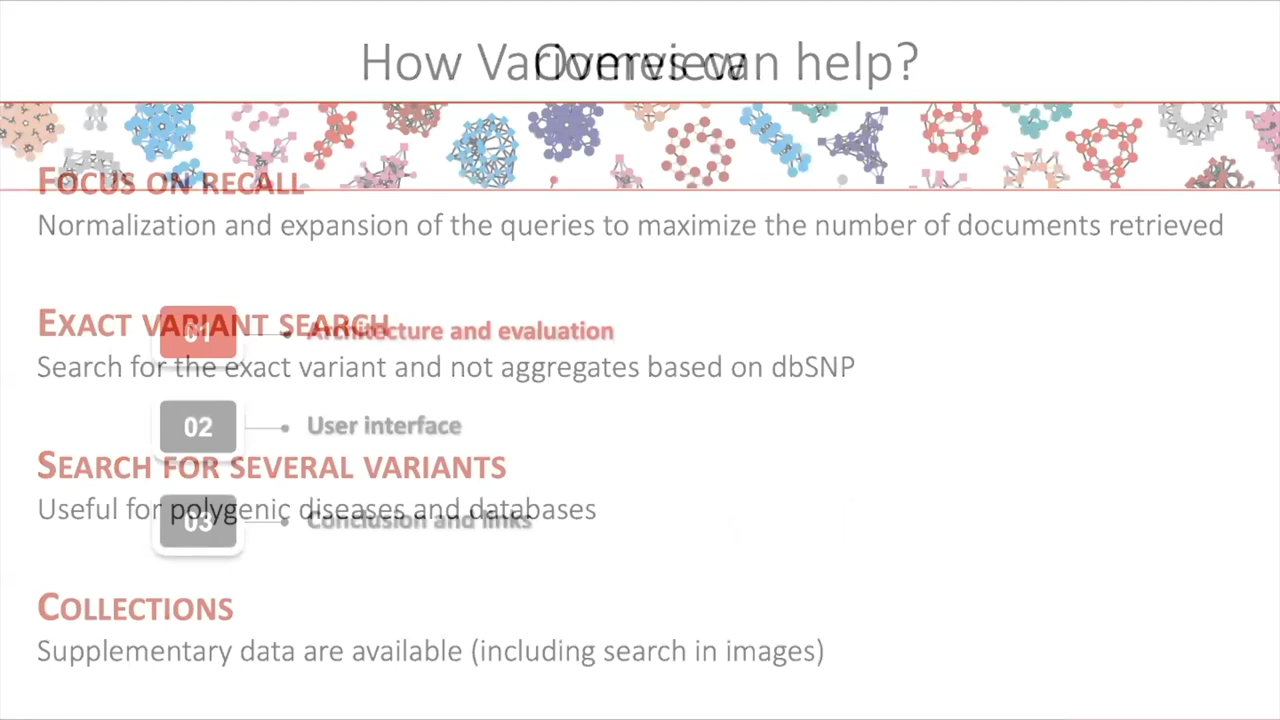 How Variomes can help?
Overview
FOCUS ON RECALL
Normalization and expansion of the queries to maximize the number of documents retrieved
EXACT VARIANT SEARCH
01 Architecture and evaluation
Search for the exact variant and not aggregates based on dbSNP
02 User interface
SEARCH FOR SEVERAL VARIANTS
Useful for polygenic diseases and databases
03 Conclusion and links
COLLECTIONS
Supplementary data are available (including search in images)